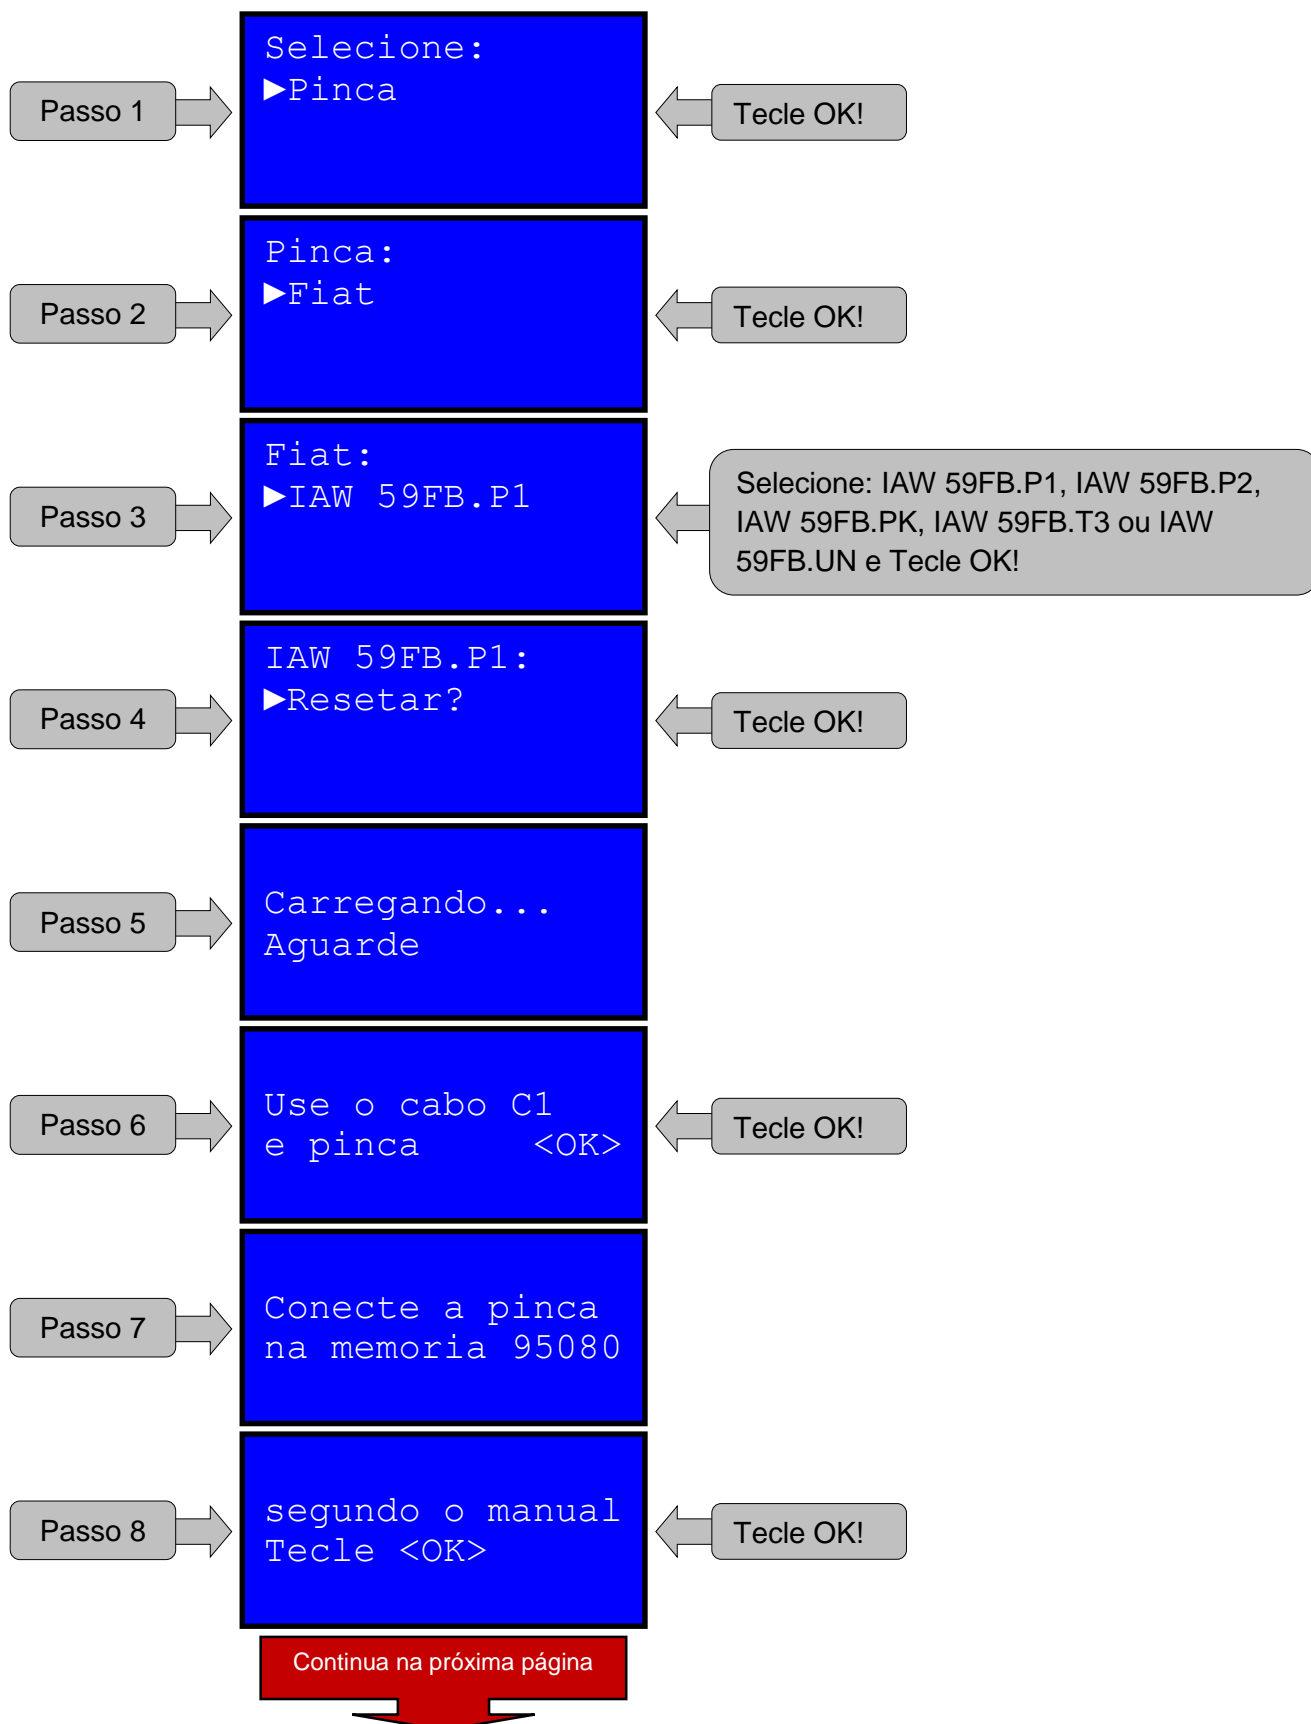 Passo 1
Selecione:
►Pinca
Tecle OK!
Passo 2
Pinca:
►Fiat
Tecle OK!
Passo 3
Fiat:
►IAW 59FB.P1
Selecione: IAW 59FB.P1, IAW 59FB.P2,
IAW 59FB.PK, IAW 59FB.T3 ou IAW
59FB.UN e Tecle OK!
Passo 4
IAW 59FB.P1:
►Resetar?
Tecle OK!
Passo 5
Carregando...
Aguarde
Passo 6
Use o cabo C1
e pinca <OK>
Tecle OK!
Passo 7
Conecte a pinca
na memoria 95080
Passo 8
segundo o manual
Tecle <OK>
Tecle OK!
Continua na próxima página